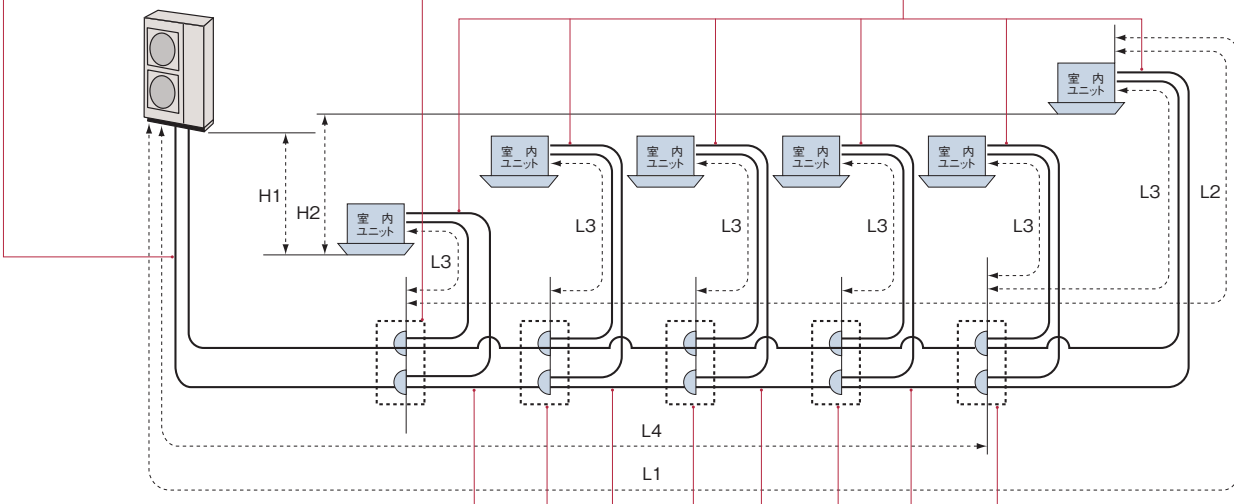 室 内
ユニット
室 内
ユニット
室 内
ユニット
室 内
ユニット
室 内
ユニット
室 内
ユニット
H1
H2
L3
L3
L3
L3
L3
L3
L2
L4
L1